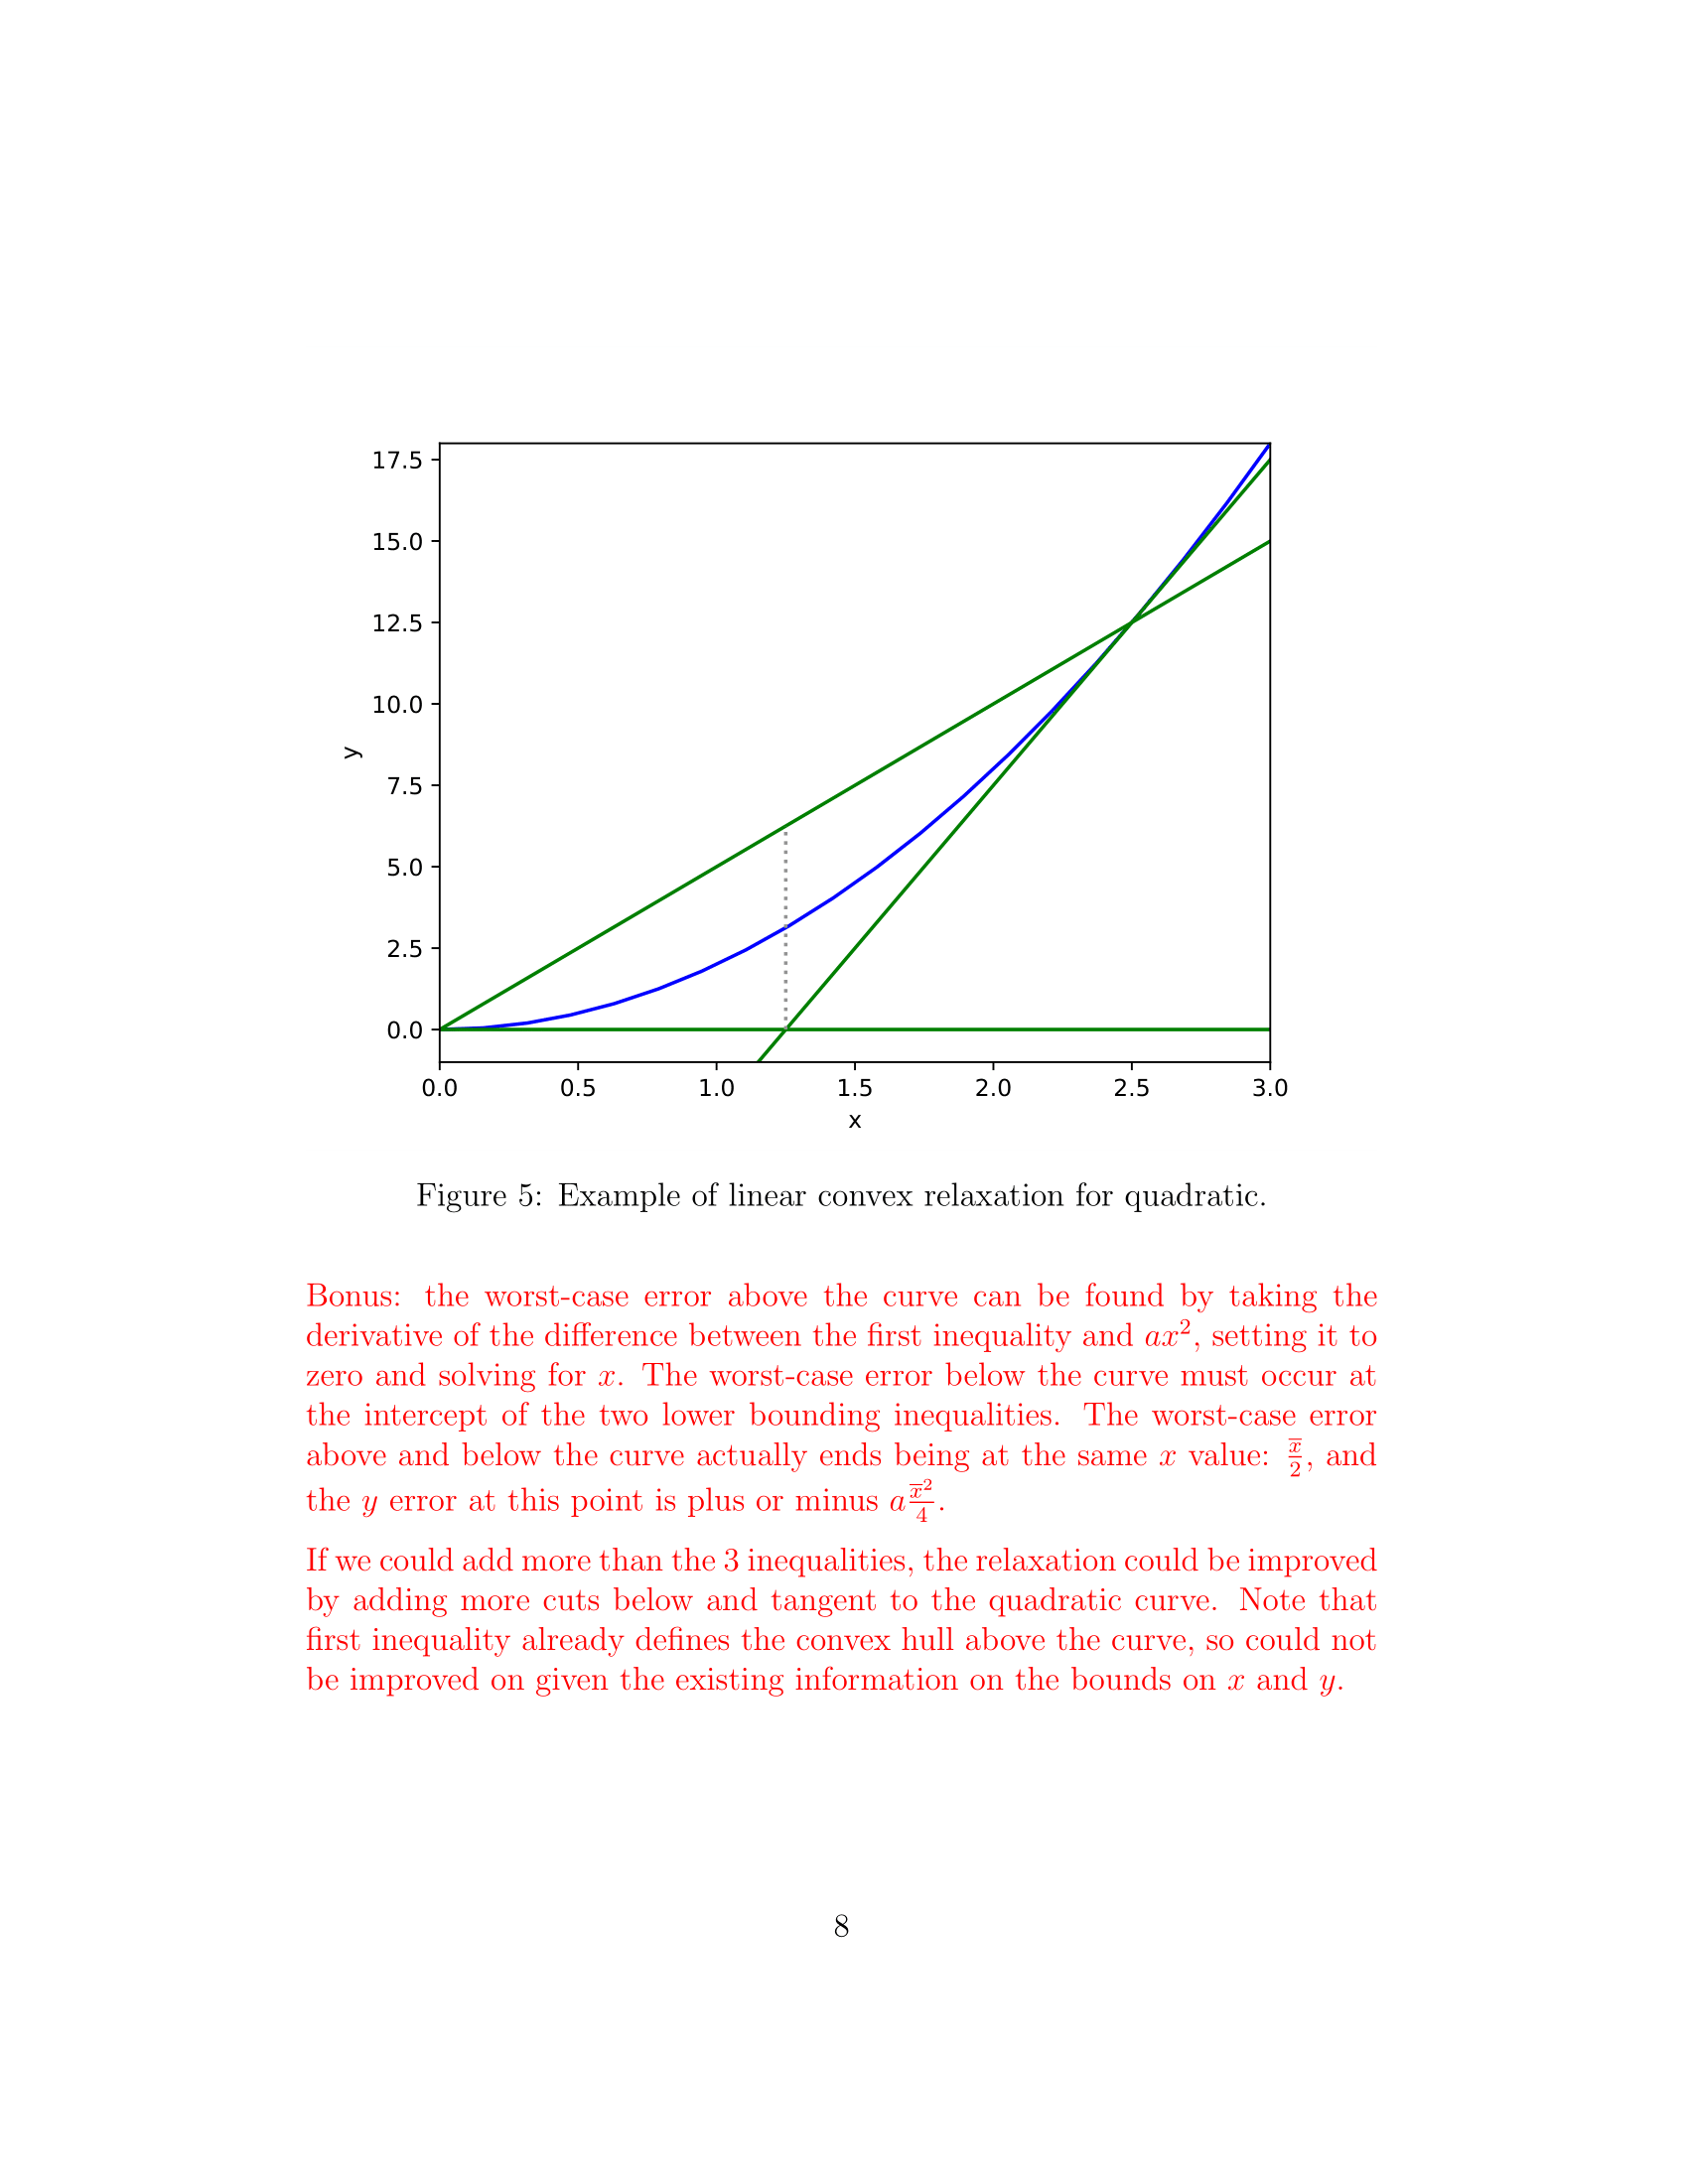 17.5
15.0
12.5
10.0
7.5
5.0
2.5
0.0
y
0.0 0.5 1.0 1.5 2.0 2.5 3.0
x
Figure 5: Example of linear convex relaxation for quadratic.
Bonus: the worst-case error above the curve can be found by taking the
derivative of the difference between the first inequality and $ax^2$, setting it to
zero and solving for $x$. The worst-case error below the curve must occur at
the intercept of the two lower bounding inequalities. The worst-case error
above and below the curve actually ends being at the same $x$ value: $\frac{\overline{x}}{2}$, and
the $y$ error at this point is plus or minus $a\frac{\overline{x}^2}{4}$.
If we could add more than the 3 inequalities, the relaxation could be improved
by adding more cuts below and tangent to the quadratic curve. Note that
first inequality already defines the convex hull above the curve, so could not
be improved on given the existing information on the bounds on $x$ and $y$.
8